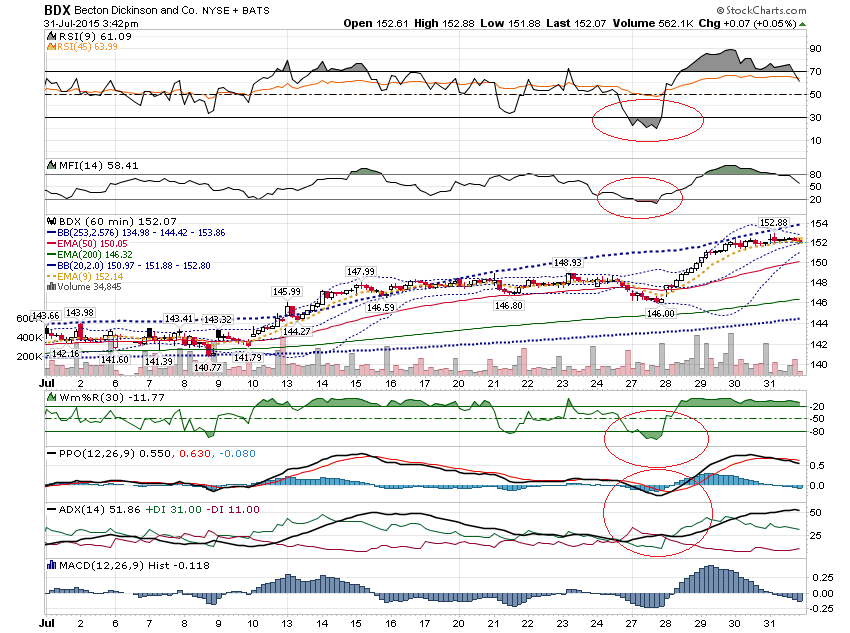 BDX Becton Dickinson and Co. NYSE + BATS © StockCharts.com
31-Jul-2015 3:42pm Open 152.61 High 152.88 Low 151.88 Last 152.07 Volume 562.1K Chg +0.07 (+0.05%)
RSI(9) 61.09
RSI(45) 63.99
90
70
50
30
10
MFI(14) 58.41
80
50
20
BDX (60 min) 152.07
BB(253,2.576) 134.98 - 144.42 - 153.86
EMA(50) 150.05
EMA(200) 146.32
BB(20,2.0) 150.97 - 151.88 - 152.80
EMA(9) 152.14
Volume 34,845
154
152
150
148
146
144
142
140
600K
400K
200K
143.66
143.98
142.16
141.60
141.39
143.41
143.32
140.77
141.79
145.99
144.27
147.99
146.59
146.80
148.93
146.00
152.88
Jul 2 6 7 8 9 10 13 14 15 16 17 20 21 22 23 24 27 28 29 30 31
Wm%R(30) -11.77
-20
-50
-80
PPO(12,26,9) 0.550, 0.630, -0.080
0.5
0.0
ADX(14) 51.86 +DI 31.00 -DI 11.00
50
25
MACD(12,26,9) Hist -0.118
0.25
0.00
-0.25
Jul 2 6 7 8 9 10 13 14 15 16 17 20 21 22 23 24 27 28 29 30 31